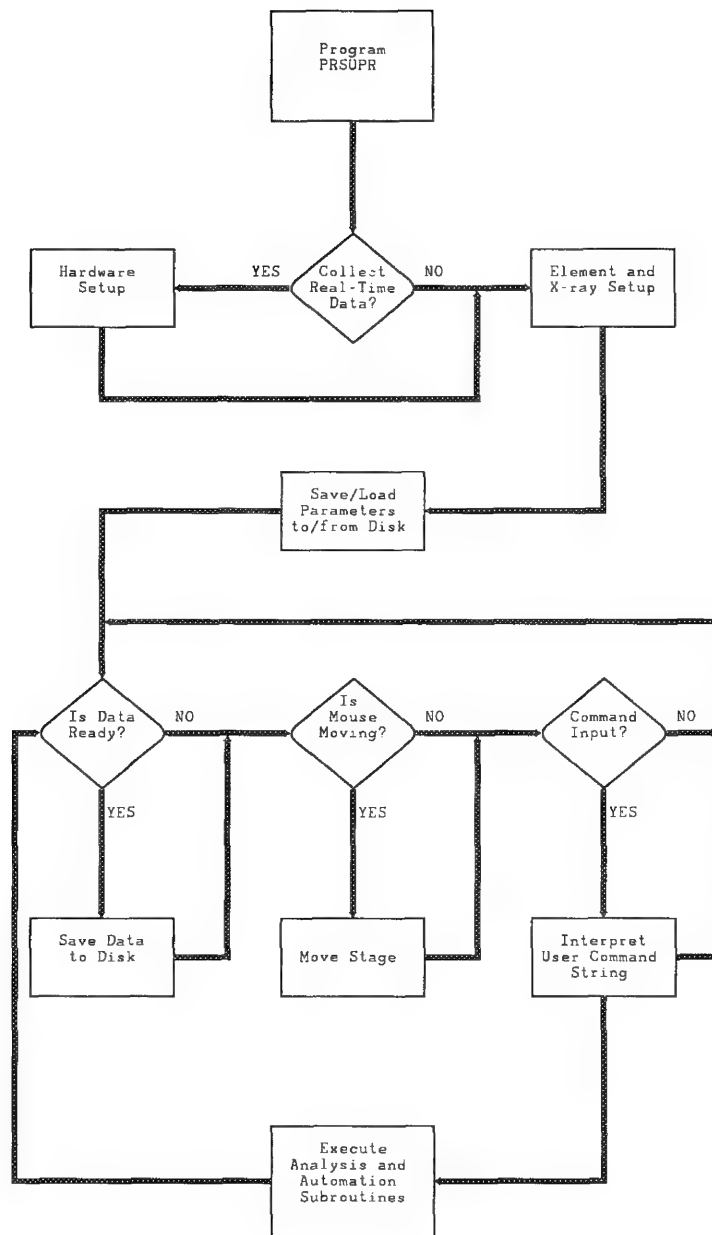 Program
PRSUPR
Hardware
Setup
YES
Collect
Real-Time
Data?
NO
Element and
X-ray Setup
Save/Load
Parameters
to/from Disk
Is Data
Ready?
NO
Is
Mouse
Moving?
NO
Command
Input?
NO
YES
YES
YES
Save Data
to Disk
Move Stage
Interpret
User Command
String
Execute
Analysis and
Automation
Subroutines